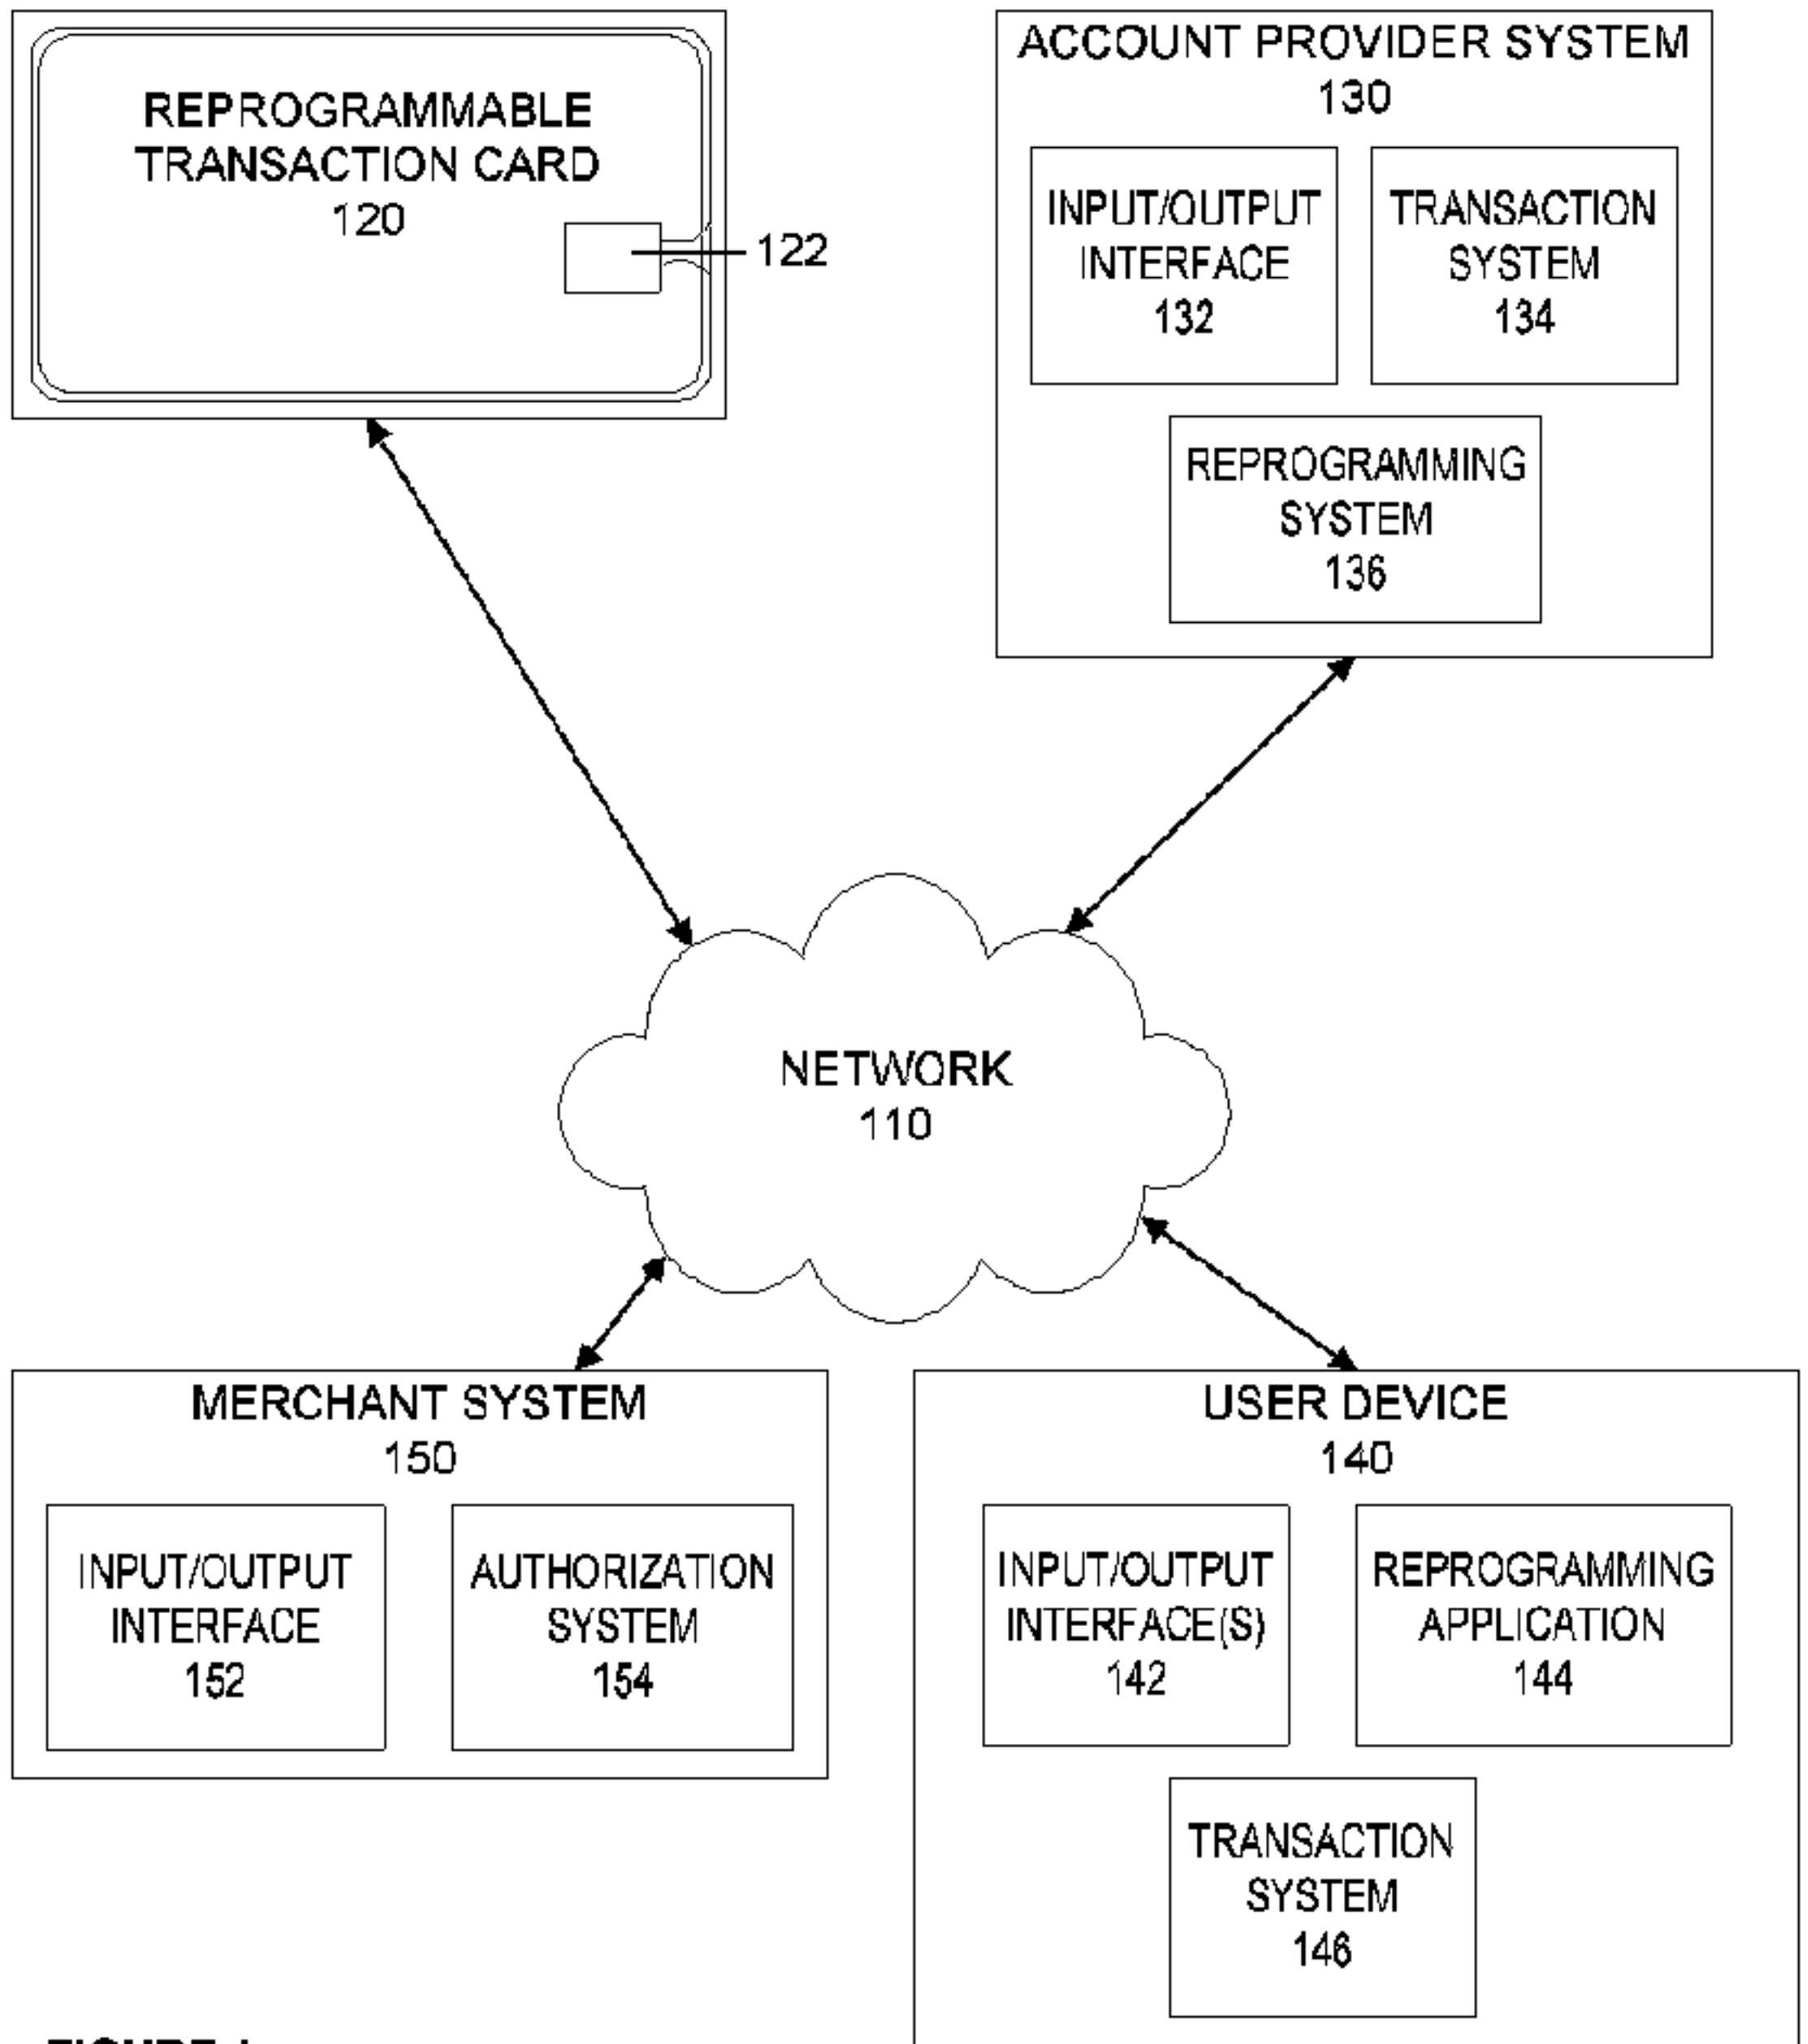 REPROGRAMMABLE
TRANSACTION CARD
120
122
ACCOUNT PROVIDER SYSTEM
130
INPUT/OUTPUT
INTERFACE
132
TRANSACTION
SYSTEM
134
REPROGRAMMING
SYSTEM
136
NETWORK
110
MERCHANT SYSTEM
150
INPUT/OUTPUT
INTERFACE
152
AUTHORIZATION
SYSTEM
154
USER DEVICE
140
INPUT/OUTPUT
INTERFACE(S)
142
REPROGRAMMING
APPLICATION
144
TRANSACTION
SYSTEM
146